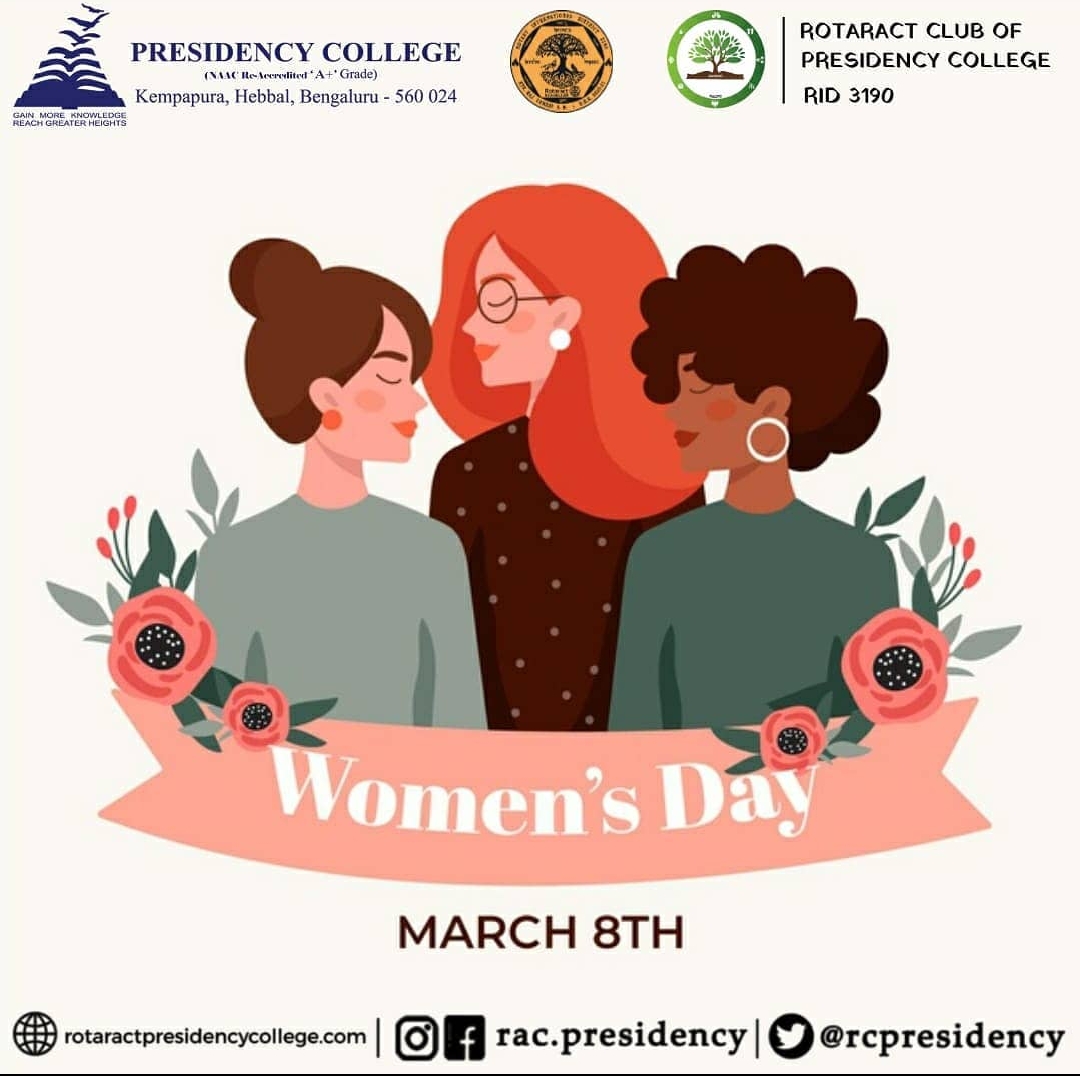 PRESIDENCY COLLEGE
(NAAC Re-Accredited 'A+' Grade)
Kempapura, Hebbal, Bengaluru - 560 024
GAIN MORE KNOWLEDGE
REACH GREATER HEIGHTS
ROTARACT CLUB OF
PRESIDENCY COLLEGE
RID 3190
Women's Day
MARCH 8TH
rotaractpresidencycollege.com | rac.presidency | @rcpresidency